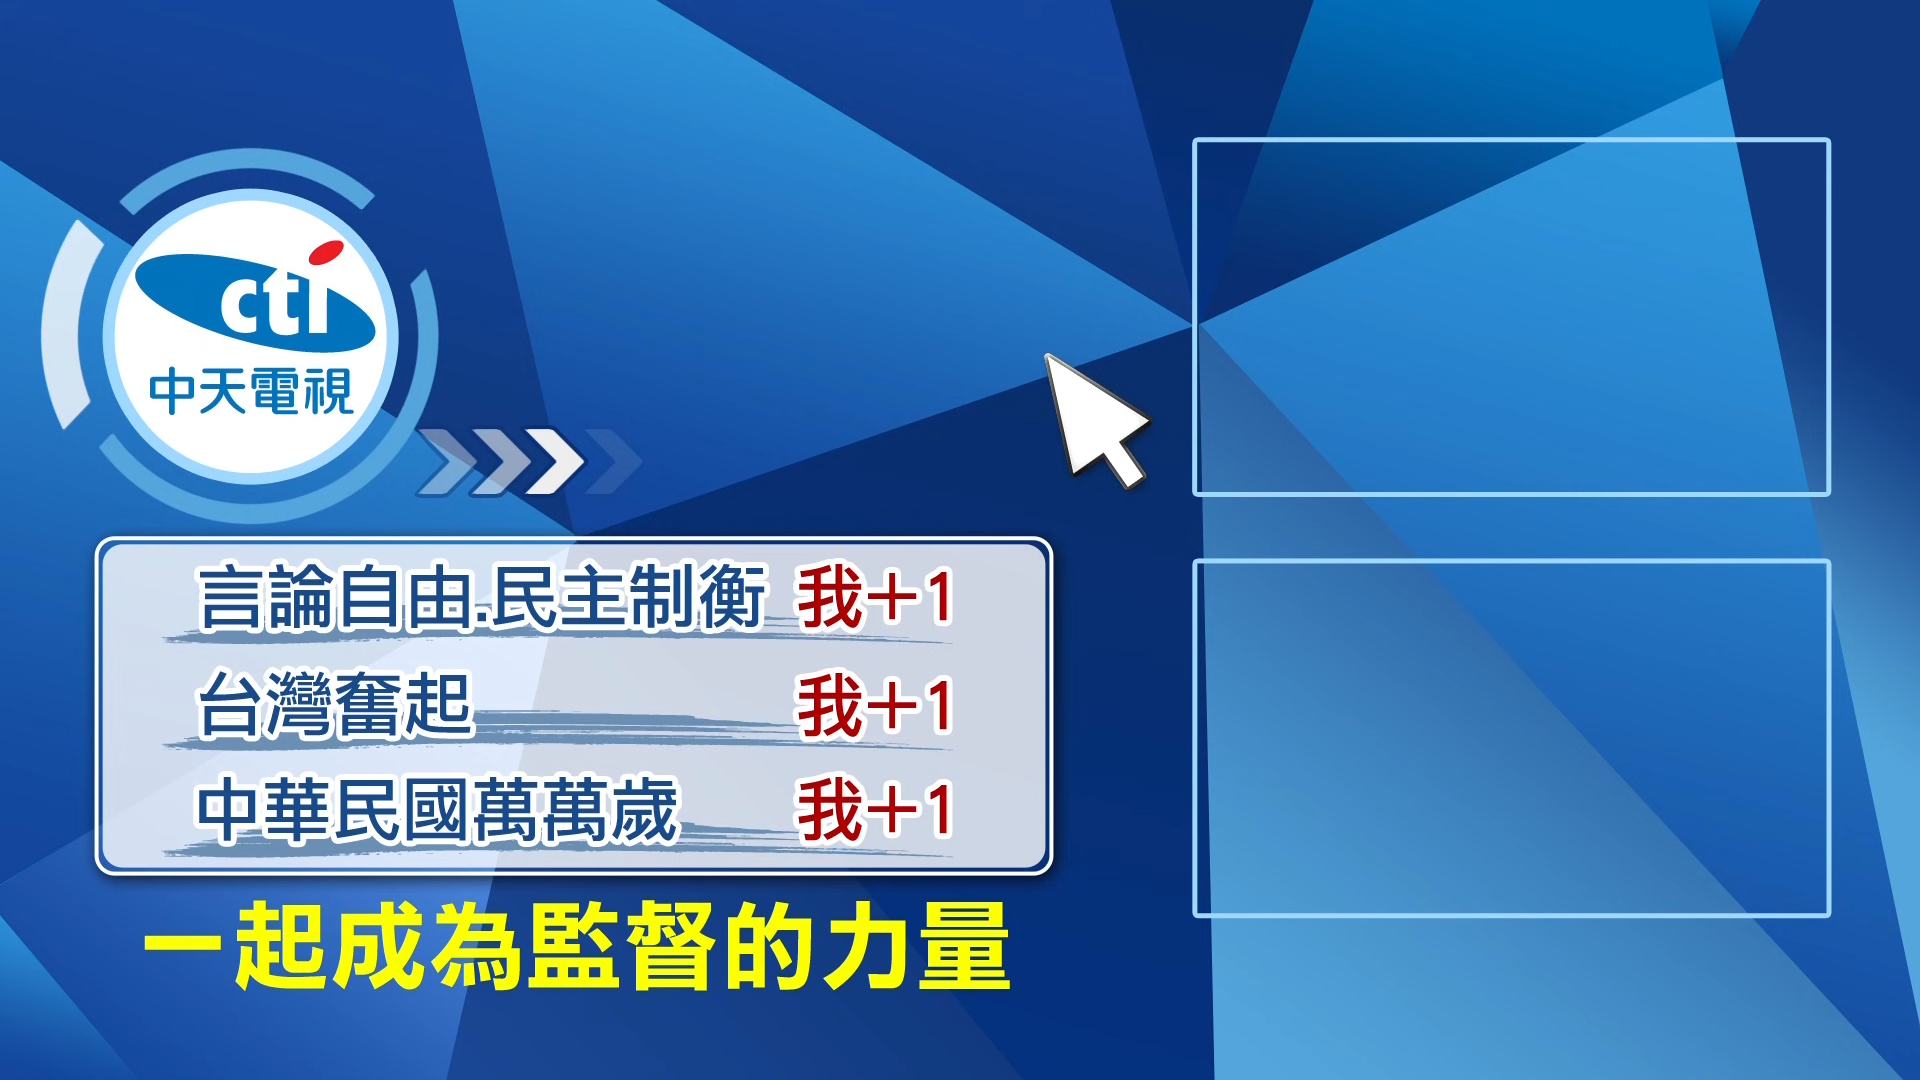 cti
中天電視
言論自由.民主制衡 我+1
台灣奮起 我+1
中華民國萬萬歲 我+1
一起成為監督的力量